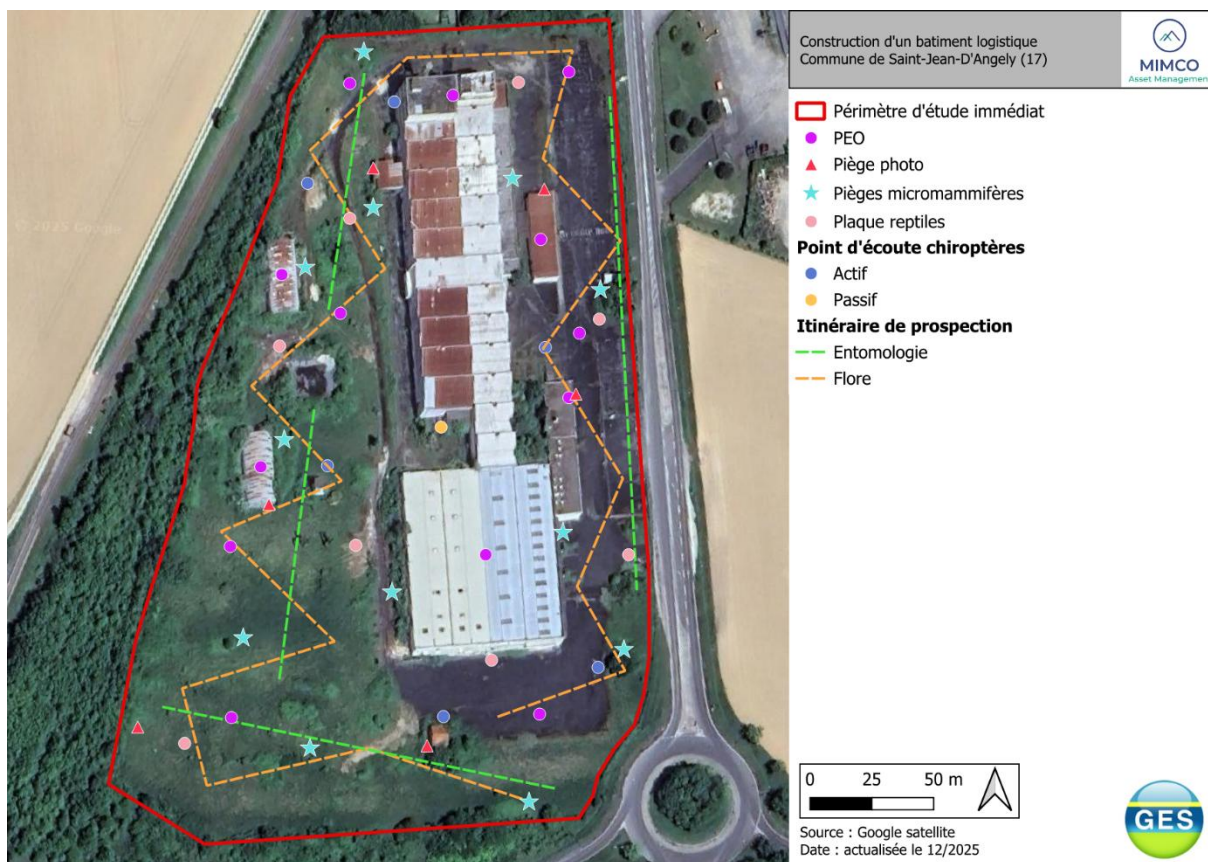 Construction d'un batiment logistique
Commune de Saint-Jean-D'Angely (17)
MIMCO
Asset Management
Périmètre d'étude immédiat
PEO
Piège photo
Pièges micromammifères
Plaque reptiles
Point d'écoute chiroptères
Actif
Passif
Itinéraire de prospection
Entomologie
Flore
© 2025 Google
0 25 50 m
Source : Google satellite
Date : actualisée le 12/2025
GES